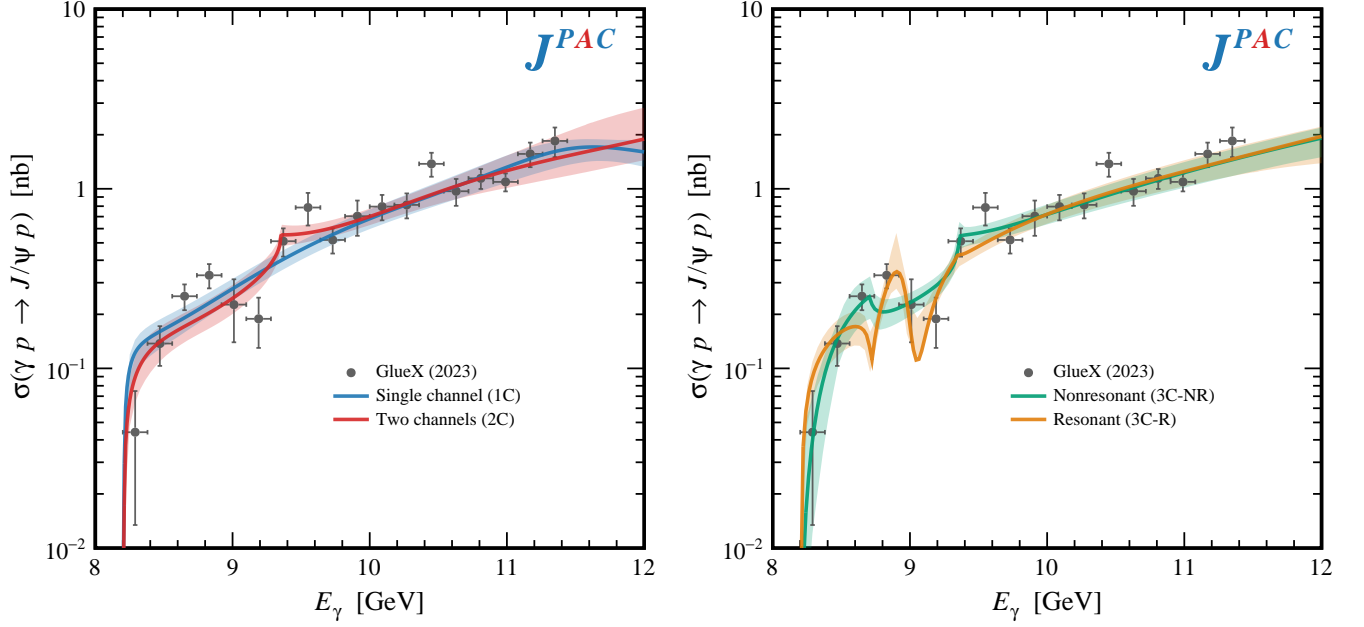 10
1
10⁻¹
10⁻²
σ(γ p → J/ψ p) [nb]
J^PAC
GlueX (2023)
Single channel (1C)
Two channels (2C)
8 9 10 11 12
E_γ [GeV]
10
1
10⁻¹
10⁻²
σ(γ p → J/ψ p) [nb]
J^PAC
GlueX (2023)
Nonresonant (3C-NR)
Resonant (3C-R)
8 9 10 11 12
E_γ [GeV]